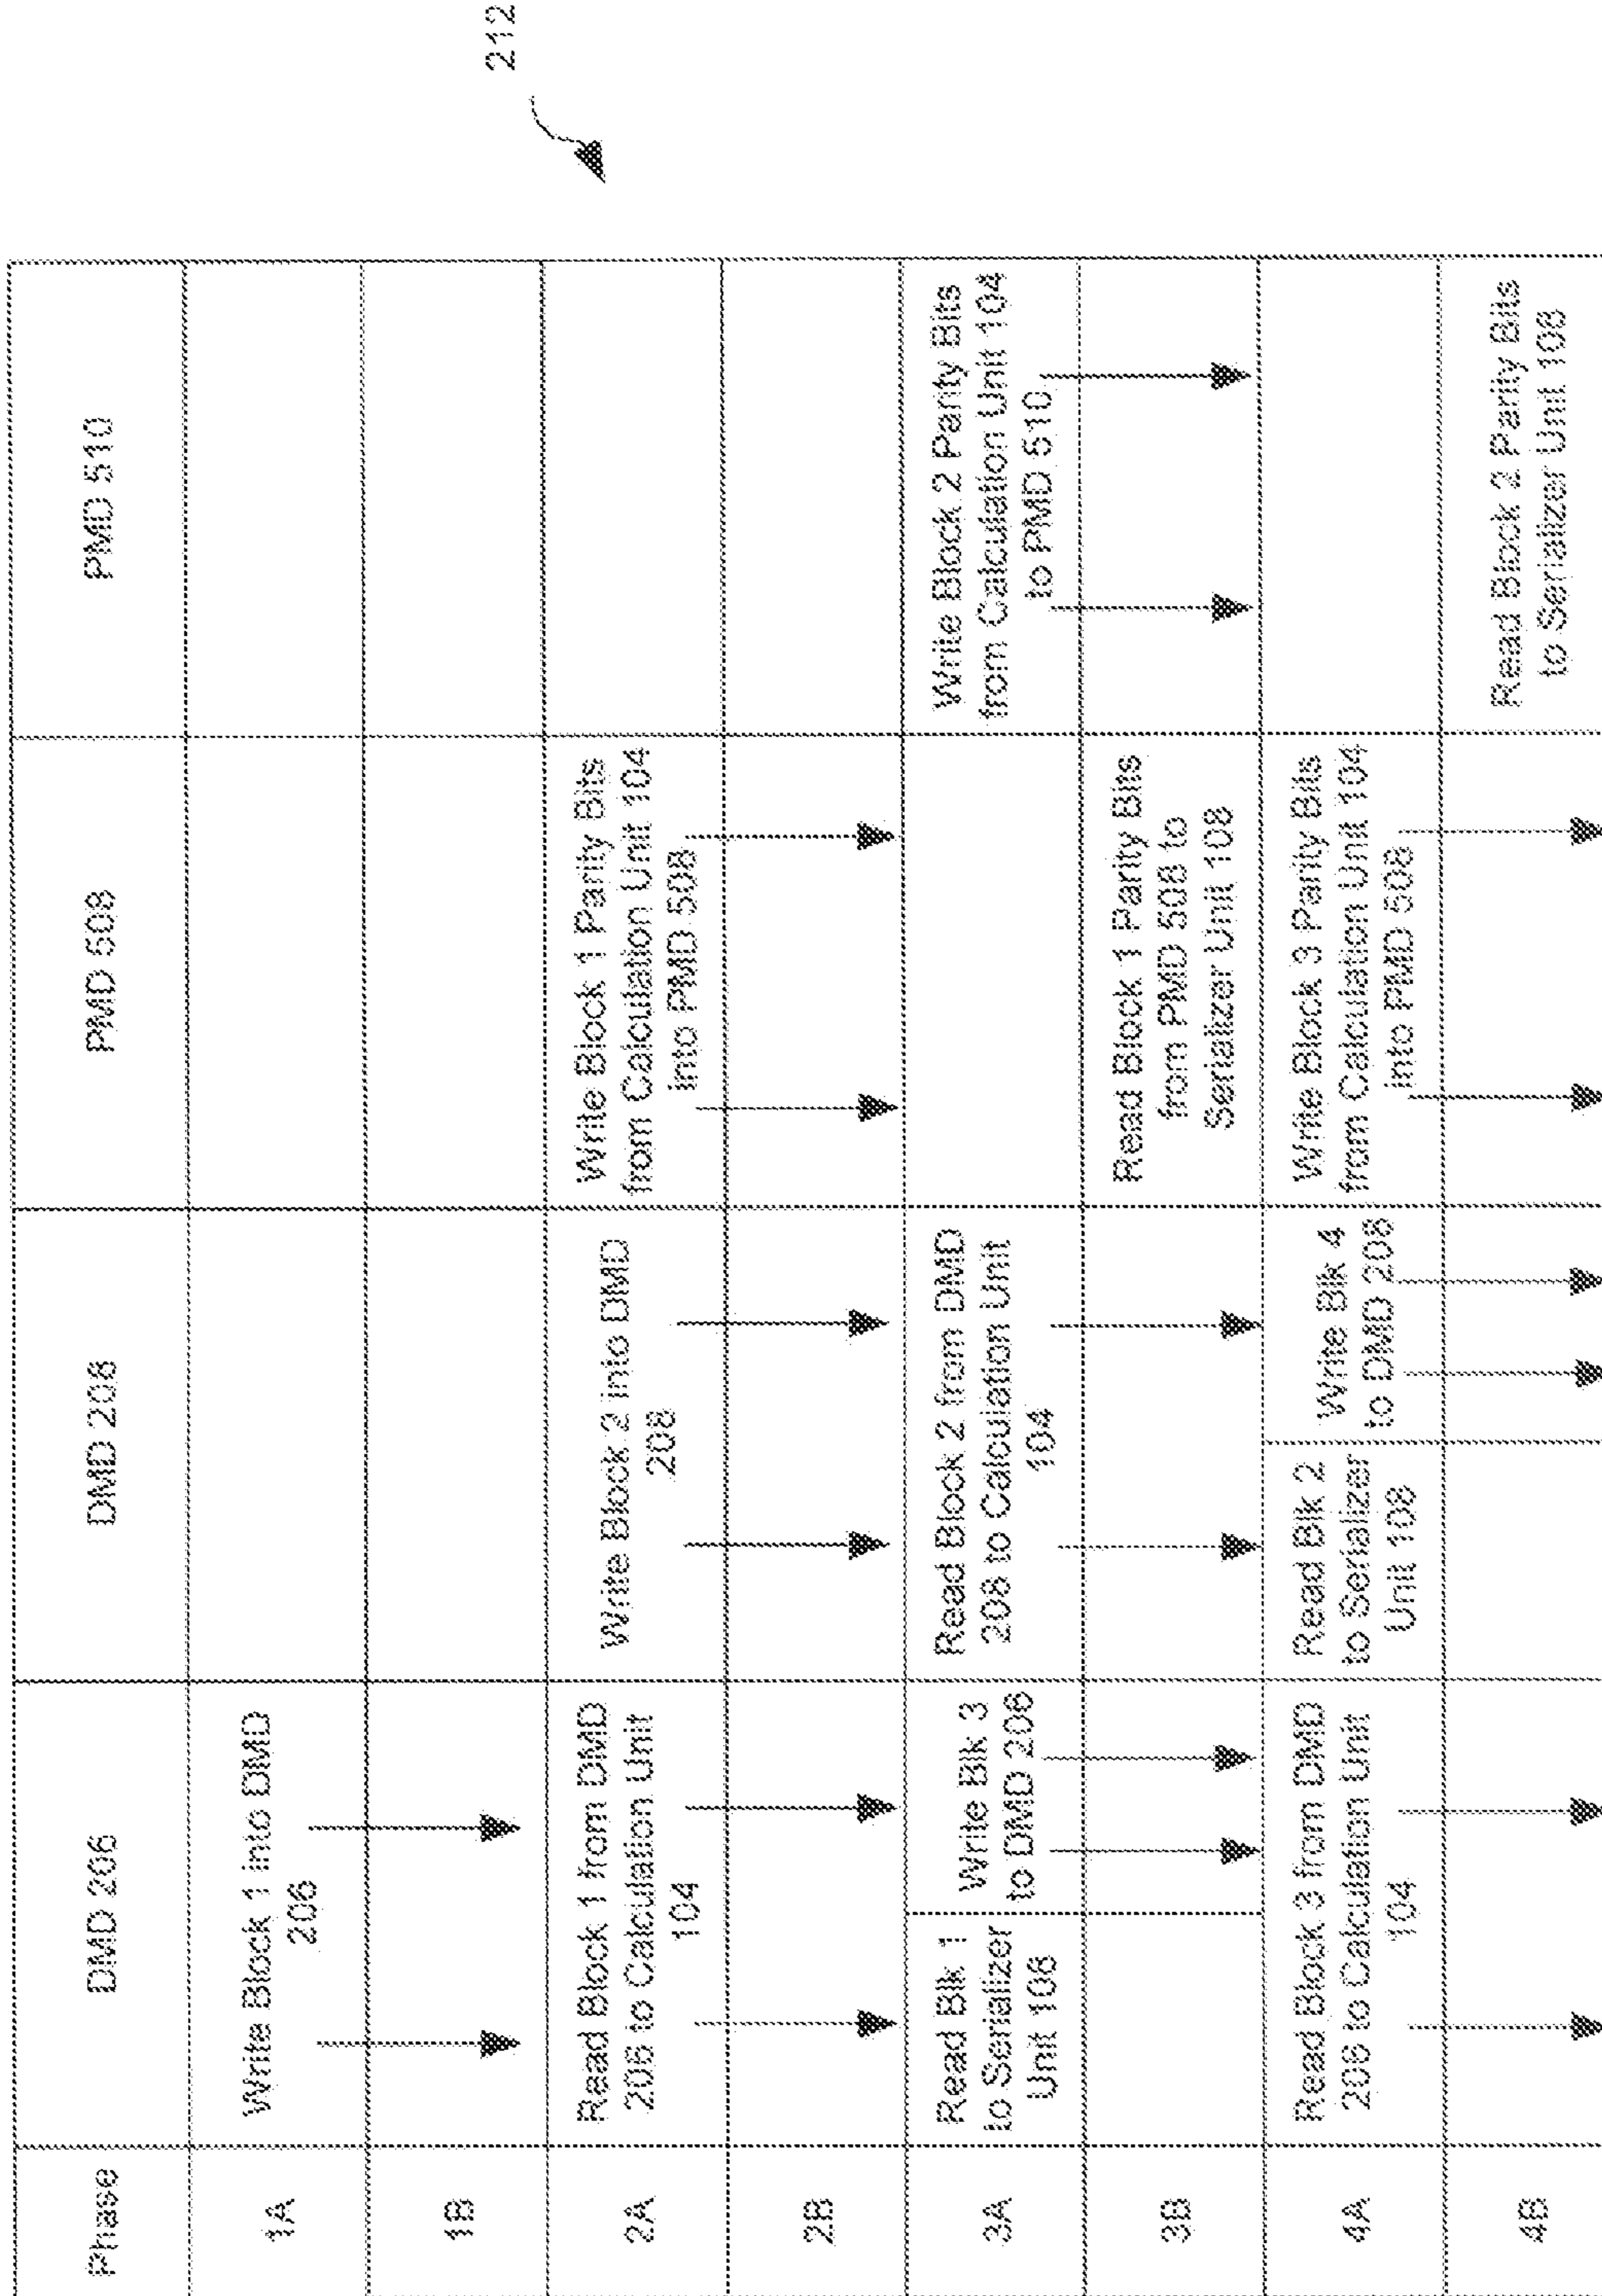 212
Phase
DMD 206
DMD 208
PMD 508
PMD 510
1A
Write Block 1 into DMD
206
1B
2A
Read Block 1 from DMD
206 to Calculation Unit
104
Write Block 2 into DMD
208
Write Block 1 Parity Bits
from Calculation Unit 104
into PMD 508
2B
3A
Read Blk 1
to Serializer
Unit 108
Write Blk 3
to DMD 206
Read Block 2 from DMD
208 to Calculation Unit
104
Write Block 2 Parity Bits
from Calculation Unit 104
to PMD 510
3B
Read Block 1 Parity Bits
from PMD 508 to
Serializer Unit 108
4A
Read Block 3 from DMD
206 to Calculation Unit
104
Read Blk 2
to Serializer
Unit 108
Write Blk 4
to DMD 208
Write Block 3 Parity Bits
from Calculation Unit 104
into PMD 508
4B
Read Block 2 Parity Bits
to Serializer Unit 108